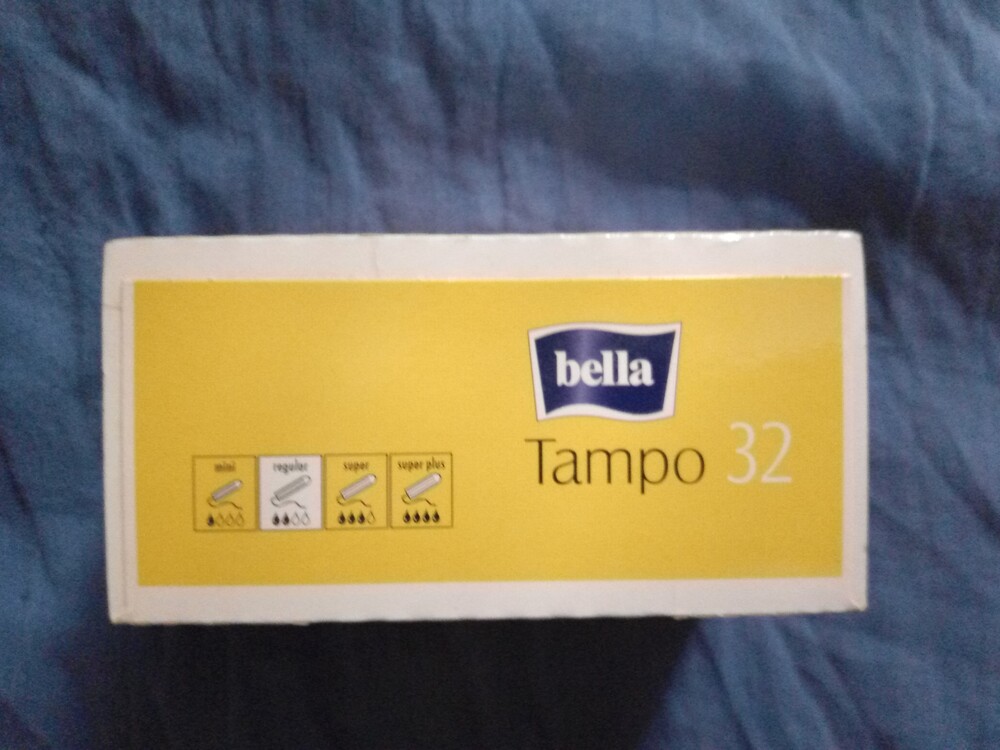 bella
Tampo 32
mini regular super super plus